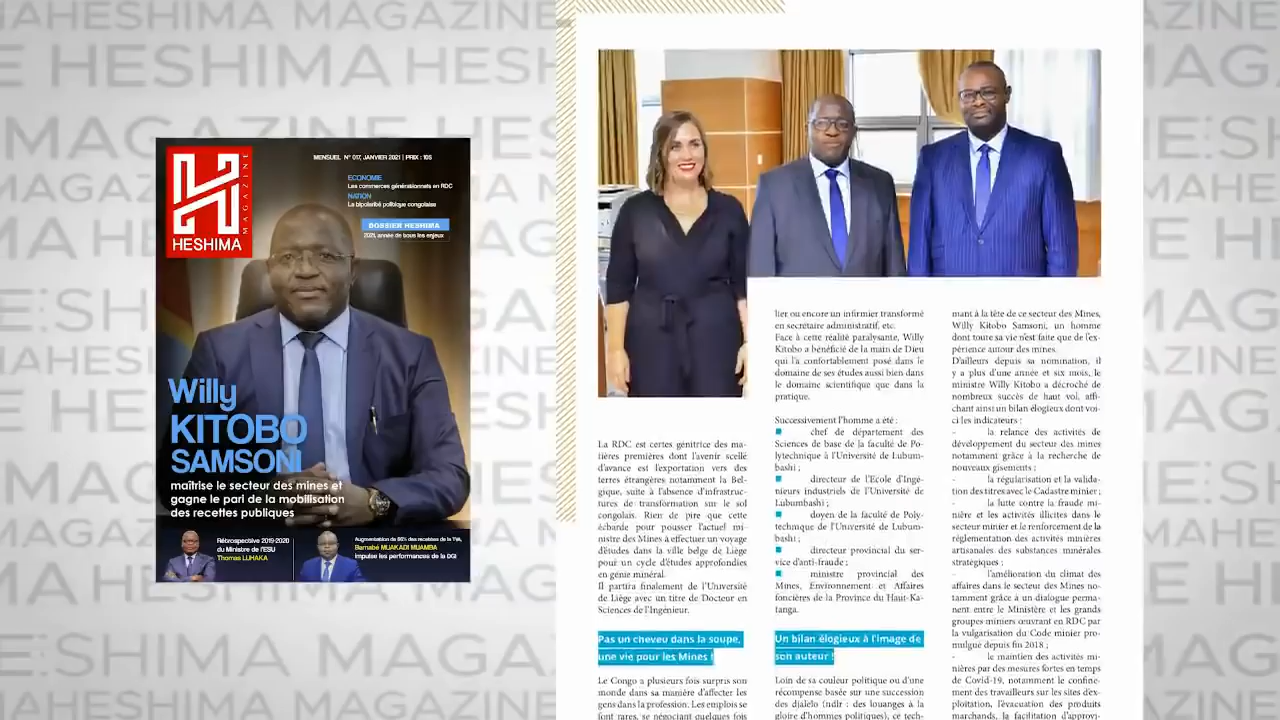 HESHIMA
MAGAZINE
MENSUEL N° 017, JANVIER 2021 | PRIX : 10$
ECONOMIE
Les commerces générationnels en RDC
NATION
La bipolarité politique congolaise
DOSSIER HESHIMA
2021, année de tous les enjeux
Willy
KITOBO
SAMSONI
maîtrise le secteur des mines et
gagne le pari de la mobilisation
des recettes publiques
Rétrospective 2019-2020
du Ministre de l'ESU
Thomas LUHAKA
Augmentation de 86% des recettes de la TVA,
Barnabé MUAKADI MUAMBA
impulse les performances de la DGI
La RDC est certes génitrice des ma-
tières premières dont l'avenir scellé
d'avance est l'exportation vers des
terres étrangères notamment la Bel-
gique, suite à l'absence d'infrastruc-
tures de transformation sur le sol
congolais. Rien de pire que cette
écharde pour pousser l'actuel mi-
nistre des Mines à effectuer un voyage
d'études dans la ville belge de Liège
pour un cycle d'études approfondies
en génie minéral.
Il partira finalement de l'Université
de Liège avec un titre de Docteur en
Sciences de l'Ingénieur.
Pas un cheveu dans la soupe,
une vie pour les Mines !
Le Congo a plusieurs fois surpris son
monde dans sa manière d'affecter les
gens dans la profession. Les emplois se
font rares, se négociant quelques fois
lier ou encore un infirmier transformé
en secrétaire administratif, etc.
Face à cette réalité paralysante, Willy
Kitobo a bénéficié de la main de Dieu
qui l'a confortablement posé dans le
domaine de ses études aussi bien dans
le domaine scientifique que dans la
pratique.
Successivement l'homme a été :
■ chef de département des
Sciences de base de la faculté de Po-
lytechnique à l'Université de Lubum-
bashi ;
■ directeur de l'Ecole d'Ingé-
nieurs industriels de l'Université de
Lubumbashi ;
■ doyen de la faculté de Poly-
technique de l'Université de Lubum-
bashi ;
■ directeur provincial du ser-
vice d'anti-fraude ;
■ ministre provincial des
Mines, Environnement et Affaires
foncières de la Province du Haut-Ka-
tanga.
Un bilan élogieux à l'image de
son auteur !
Loin de sa couleur politique ou d'une
récompense basée sur une succession
des djalelo (ndlr : des louanges à la
gloire d'hommes politiques), ce tech-
mant à la tête de ce secteur des Mines,
Willy Kitobo Samsoni, un homme
dont toute sa vie n'est faite que de l'ex-
périence autour des mines.
D'ailleurs depuis sa nomination, il
y a plus d'une année et six mois, le
ministre Willy Kitobo a décroché de
nombreux succès de haut vol, affi-
chant ainsi un bilan élogieux dont voi-
ci les indicateurs :
- la relance des activités de
développement du secteur des mines
notamment grâce à la recherche de
nouveaux gisements ;
- la régularisation et la valida-
tion des titres avec le Cadastre minier ;
- la lutte contre la fraude mi-
nière et les activités illicites dans le
secteur minier et le renforcement de la
réglementation des activités minières
artisanales des substances minérales
stratégiques ;
- l'amélioration du climat des
affaires dans le secteur des Mines no-
tamment grâce à un dialogue perma-
nent entre le Ministère et les grands
groupes miniers œuvrant en RDC par
la vulgarisation du Code minier pro-
mulgué depuis fin 2018 ;
- le maintien des activités mi-
nières par des mesures fortes en temps
de Covid-19, notamment le confine-
ment des travailleurs sur les sites d'ex-
ploitation, l'évacuation des produits
marchands, la facilitation d'approvi-